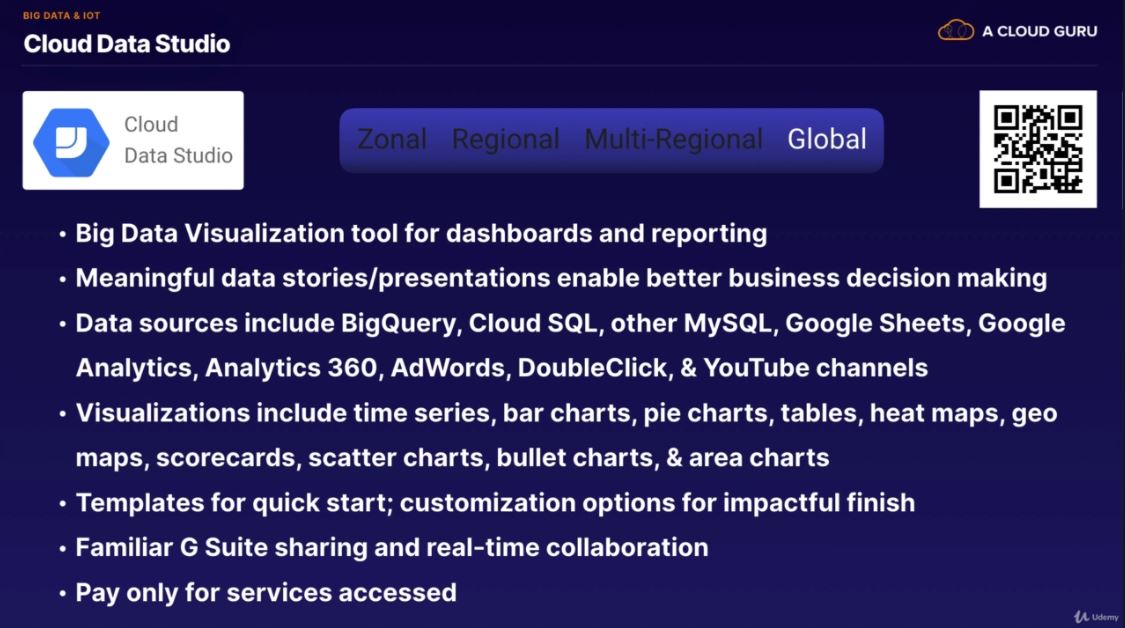 BIG DATA & IOT
Cloud Data Studio
A CLOUD GURU
Cloud
Data Studio
Zonal Regional Multi-Regional Global
• Big Data Visualization tool for dashboards and reporting
• Meaningful data stories/presentations enable better business decision making
• Data sources include BigQuery, Cloud SQL, other MySQL, Google Sheets, Google
Analytics, Analytics 360, AdWords, DoubleClick, & YouTube channels
• Visualizations include time series, bar charts, pie charts, tables, heat maps, geo
maps, scorecards, scatter charts, bullet charts, & area charts
• Templates for quick start; customization options for impactful finish
• Familiar G Suite sharing and real-time collaboration
• Pay only for services accessed
Udemy